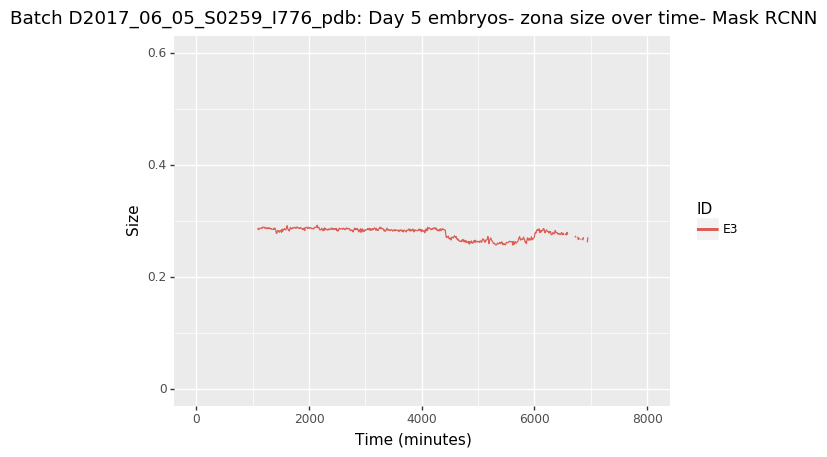 Batch D2017_06_05_S0259_I776_pdb: Day 5 embryos- zona size over time- Mask RCNN
0.6
0.4
0.2
0
Size
0 2000 4000 6000 8000
Time (minutes)
ID
E3